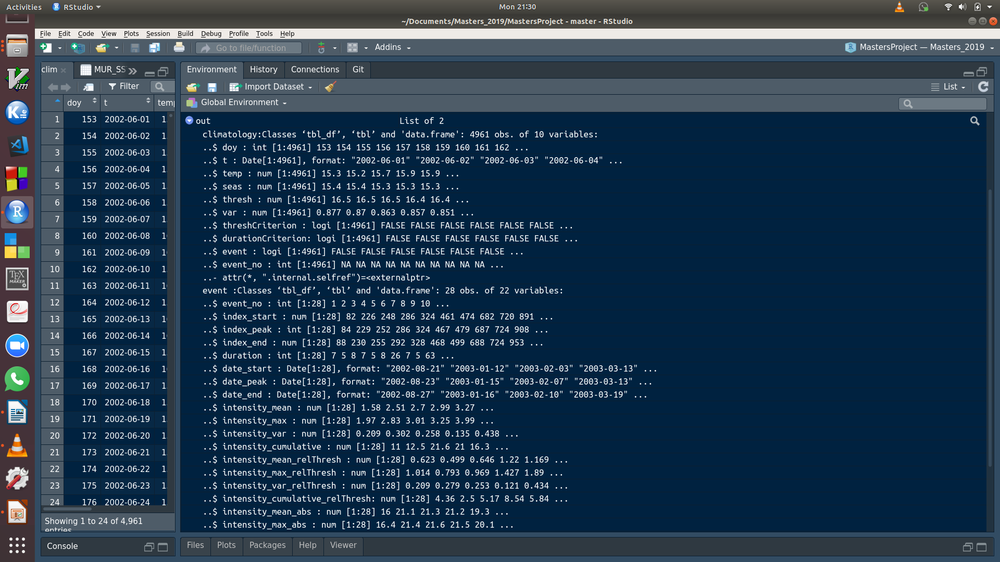 Activities
RStudio
Mon 21:30
~/Documents/Masters_2019/MastersProject - master - RStudio
File Edit Code View Plots Session Build Debug Profile Tools Help
Go to file/function
Addins
MastersProject — Masters_2019
clim
MUR_SS
Filter
doy t temp
1 153 2002-06-01 1
2 154 2002-06-02 1
3 155 2002-06-03 1
4 156 2002-06-04 1
5 157 2002-06-05 1
6 158 2002-06-06 1
7 159 2002-06-07 1
8 160 2002-06-08 1
9 161 2002-06-09 1
10 162 2002-06-10 1
11 163 2002-06-11 1
12 164 2002-06-12 1
13 165 2002-06-13 1
14 166 2002-06-14 1
15 167 2002-06-15 1
16 168 2002-06-16 1
17 169 2002-06-17 1
18 170 2002-06-18 1
19 171 2002-06-19 1
20 172 2002-06-20 1
21 173 2002-06-21 1
22 174 2002-06-22 1
23 175 2002-06-23 1
24 176 2002-06-24 1
Showing 1 to 24 of 4,961
entries
Console
Environment History Connections Git
Import Dataset
List
Global Environment
out List of 2
climatology:Classes ‘tbl_df’, ‘tbl’ and 'data.frame': 4961 obs. of 10 variables:
..$ doy : int [1:4961] 153 154 155 156 157 158 159 160 161 162 ...
..$ t : Date[1:4961], format: "2002-06-01" "2002-06-02" "2002-06-03" "2002-06-04" ...
..$ temp : num [1:4961] 15.3 15.2 15.7 15.9 15.9 ...
..$ seas : num [1:4961] 15.4 15.4 15.3 15.3 15.3 ...
..$ thresh : num [1:4961] 16.5 16.5 16.5 16.4 16.4 ...
..$ var : num [1:4961] 0.877 0.87 0.863 0.857 0.851 ...
..$ threshCriterion : logi [1:4961] FALSE FALSE FALSE FALSE FALSE FALSE ...
..$ durationCriterion: logi [1:4961] FALSE FALSE FALSE FALSE FALSE FALSE ...
..$ event : logi [1:4961] FALSE FALSE FALSE FALSE FALSE FALSE ...
..$ event_no : int [1:4961] NA NA NA NA NA NA NA NA NA NA ...
..- attr(*, ".internal.selfref")=<externalptr>
event :Classes ‘tbl_df’, ‘tbl’ and 'data.frame': 28 obs. of 22 variables:
..$ event_no : int [1:28] 1 2 3 4 5 6 7 8 9 10 ...
..$ index_start : num [1:28] 82 226 248 286 324 461 474 682 720 891 ...
..$ index_peak : int [1:28] 84 229 252 286 324 467 479 687 724 908 ...
..$ index_end : num [1:28] 88 230 255 292 328 468 499 688 724 953 ...
..$ duration : int [1:28] 7 5 8 7 5 8 26 7 5 63 ...
..$ date_start : Date[1:28], format: "2002-08-21" "2003-01-12" "2003-02-03" "2003-03-13" ...
..$ date_peak : Date[1:28], format: "2002-08-23" "2003-01-15" "2003-02-07" "2003-03-13" ...
..$ date_end : Date[1:28], format: "2002-08-27" "2003-01-16" "2003-02-10" "2003-03-19" ...
..$ intensity_mean : num [1:28] 1.58 2.51 2.7 2.99 3.27 ...
..$ intensity_max : num [1:28] 1.97 2.83 3.01 3.25 3.99 ...
..$ intensity_var : num [1:28] 0.209 0.302 0.258 0.135 0.438 ...
..$ intensity_cumulative : num [1:28] 11 12.5 21.6 21 16.3 ...
..$ intensity_mean_relThresh : num [1:28] 0.623 0.499 0.646 1.22 1.169 ...
..$ intensity_max_relThresh : num [1:28] 1.014 0.793 0.969 1.427 1.89 ...
..$ intensity_var_relThresh : num [1:28] 0.209 0.279 0.253 0.121 0.434 ...
..$ intensity_cumulative_relThresh: num [1:28] 4.36 2.5 5.17 8.54 5.84 ...
..$ intensity_mean_abs : num [1:28] 16 21.1 21.3 21.2 19.3 ...
..$ intensity_max_abs : num [1:28] 16.4 21.4 21.6 21.5 20.1 ...
Files Plots Packages Help Viewer